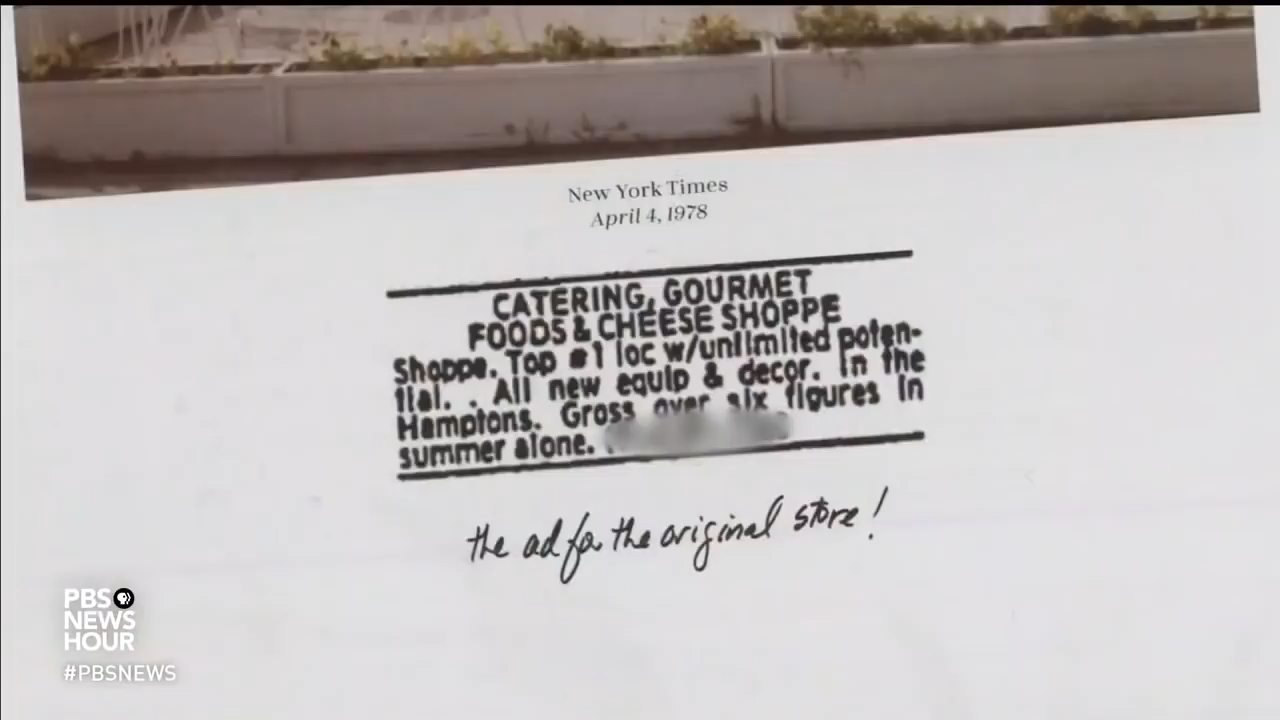 New York Times
April 4, 1978
CATERING, GOURMET
FOODS & CHEESE SHOPPE
Shoppe. Top #1 loc w/unlimited poten-
tial. . All new equip & decor. In the
Hamptons. Gross over six figures in
summer alone.
the ad for the original store!
PBS
NEWS
HOUR
#PBSNEWS